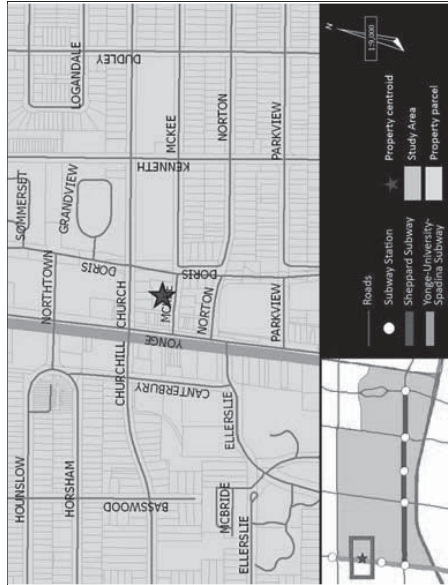 HOUNSLOW
SOMMERSET
LOGANDALE
NORTHTOWN
GRANDVIEW
HORSHAM
DORIS
DUDLEY
CHURCHILL
CHURCH
BASSWOOD
CANTERBURY
YONGE
MCKEE
KENNETH
DORIS
NORTON
NORTON
ELLERSLIE
MCBRIDE
PARKVIEW
PARKVIEW
ELLERSLIE
N
1:9,000
Roads
Subway Station
Sheppard Subway
Yonge-University-
Spadina Subway
Property centroid
Study Area
Property parcel